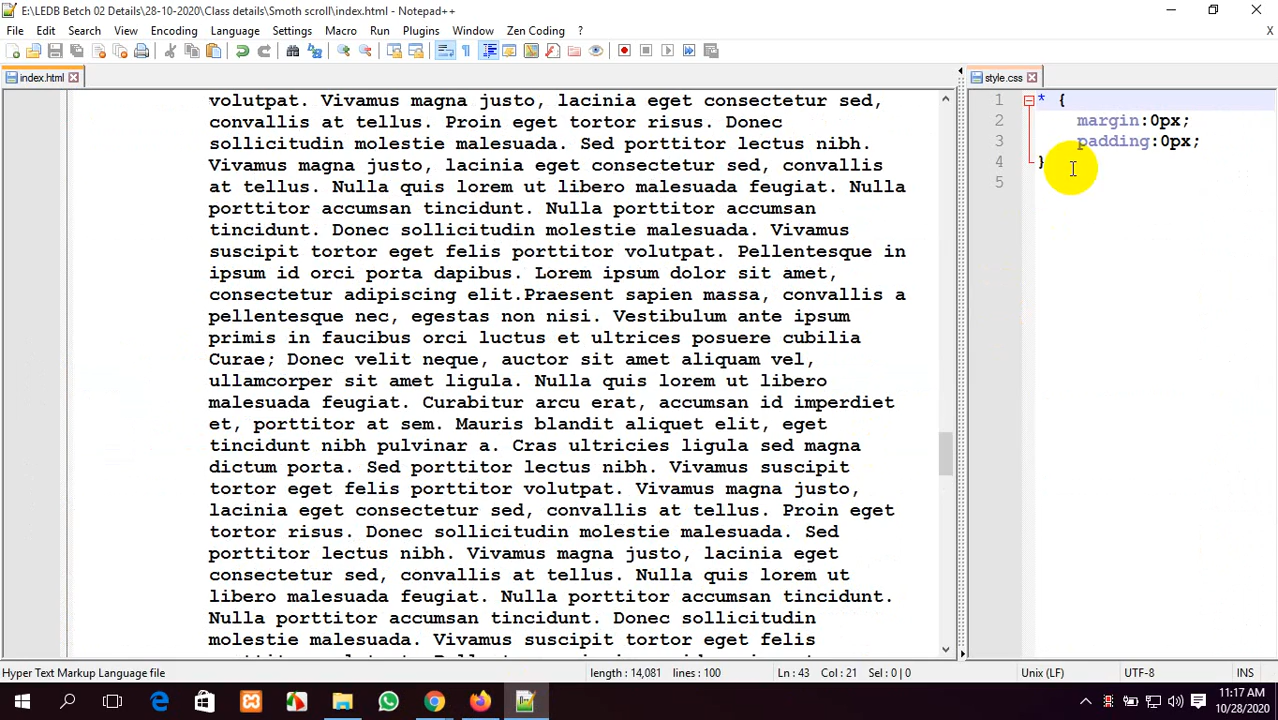 E:\LEDB Betch 02 Details\28-10-2020\Class details\Smoth scroll\index.html - Notepad++
File Edit Search View Encoding Language Settings Macro Run Plugins Window Zen Coding ? X
index.html
style.css
volutpat. Vivamus magna justo, lacinia eget consectetur sed,
convallis at tellus. Proin eget tortor risus. Donec
sollicitudin molestie malesuada. Sed porttitor lectus nibh.
Vivamus magna justo, lacinia eget consectetur sed, convallis
at tellus. Nulla quis lorem ut libero malesuada feugiat. Nulla
porttitor accumsan tincidunt. Nulla porttitor accumsan
tincidunt. Donec sollicitudin molestie malesuada. Vivamus
suscipit tortor eget felis porttitor volutpat. Pellentesque in
ipsum id orci porta dapibus. Lorem ipsum dolor sit amet,
consectetur adipiscing elit.Praesent sapien massa, convallis a
pellentesque nec, egestas non nisi. Vestibulum ante ipsum
primis in faucibus orci luctus et ultrices posuere cubilia
Curae; Donec velit neque, auctor sit amet aliquam vel,
ullamcorper sit amet ligula. Nulla quis lorem ut libero
malesuada feugiat. Curabitur arcu erat, accumsan id imperdiet
et, porttitor at sem. Mauris blandit aliquet elit, eget
tincidunt nibh pulvinar a. Cras ultricies ligula sed magna
dictum porta. Sed porttitor lectus nibh. Vivamus suscipit
tortor eget felis porttitor volutpat. Vivamus magna justo,
lacinia eget consectetur sed, convallis at tellus. Proin eget
tortor risus. Donec sollicitudin molestie malesuada. Sed
porttitor lectus nibh. Vivamus magna justo, lacinia eget
consectetur sed, convallis at tellus. Nulla quis lorem ut
libero malesuada feugiat. Nulla porttitor accumsan tincidunt.
Nulla porttitor accumsan tincidunt. Donec sollicitudin
molestie malesuada. Vivamus suscipit tortor eget felis
1 * {
2 margin:0px;
3 padding:0px;
4 }
5
Hyper Text Markup Language file length : 14,081 lines : 100 Ln : 43 Col : 21 Sel : 0 | 0 Unix (LF) UTF-8 INS
11:17 AM
10/28/2020